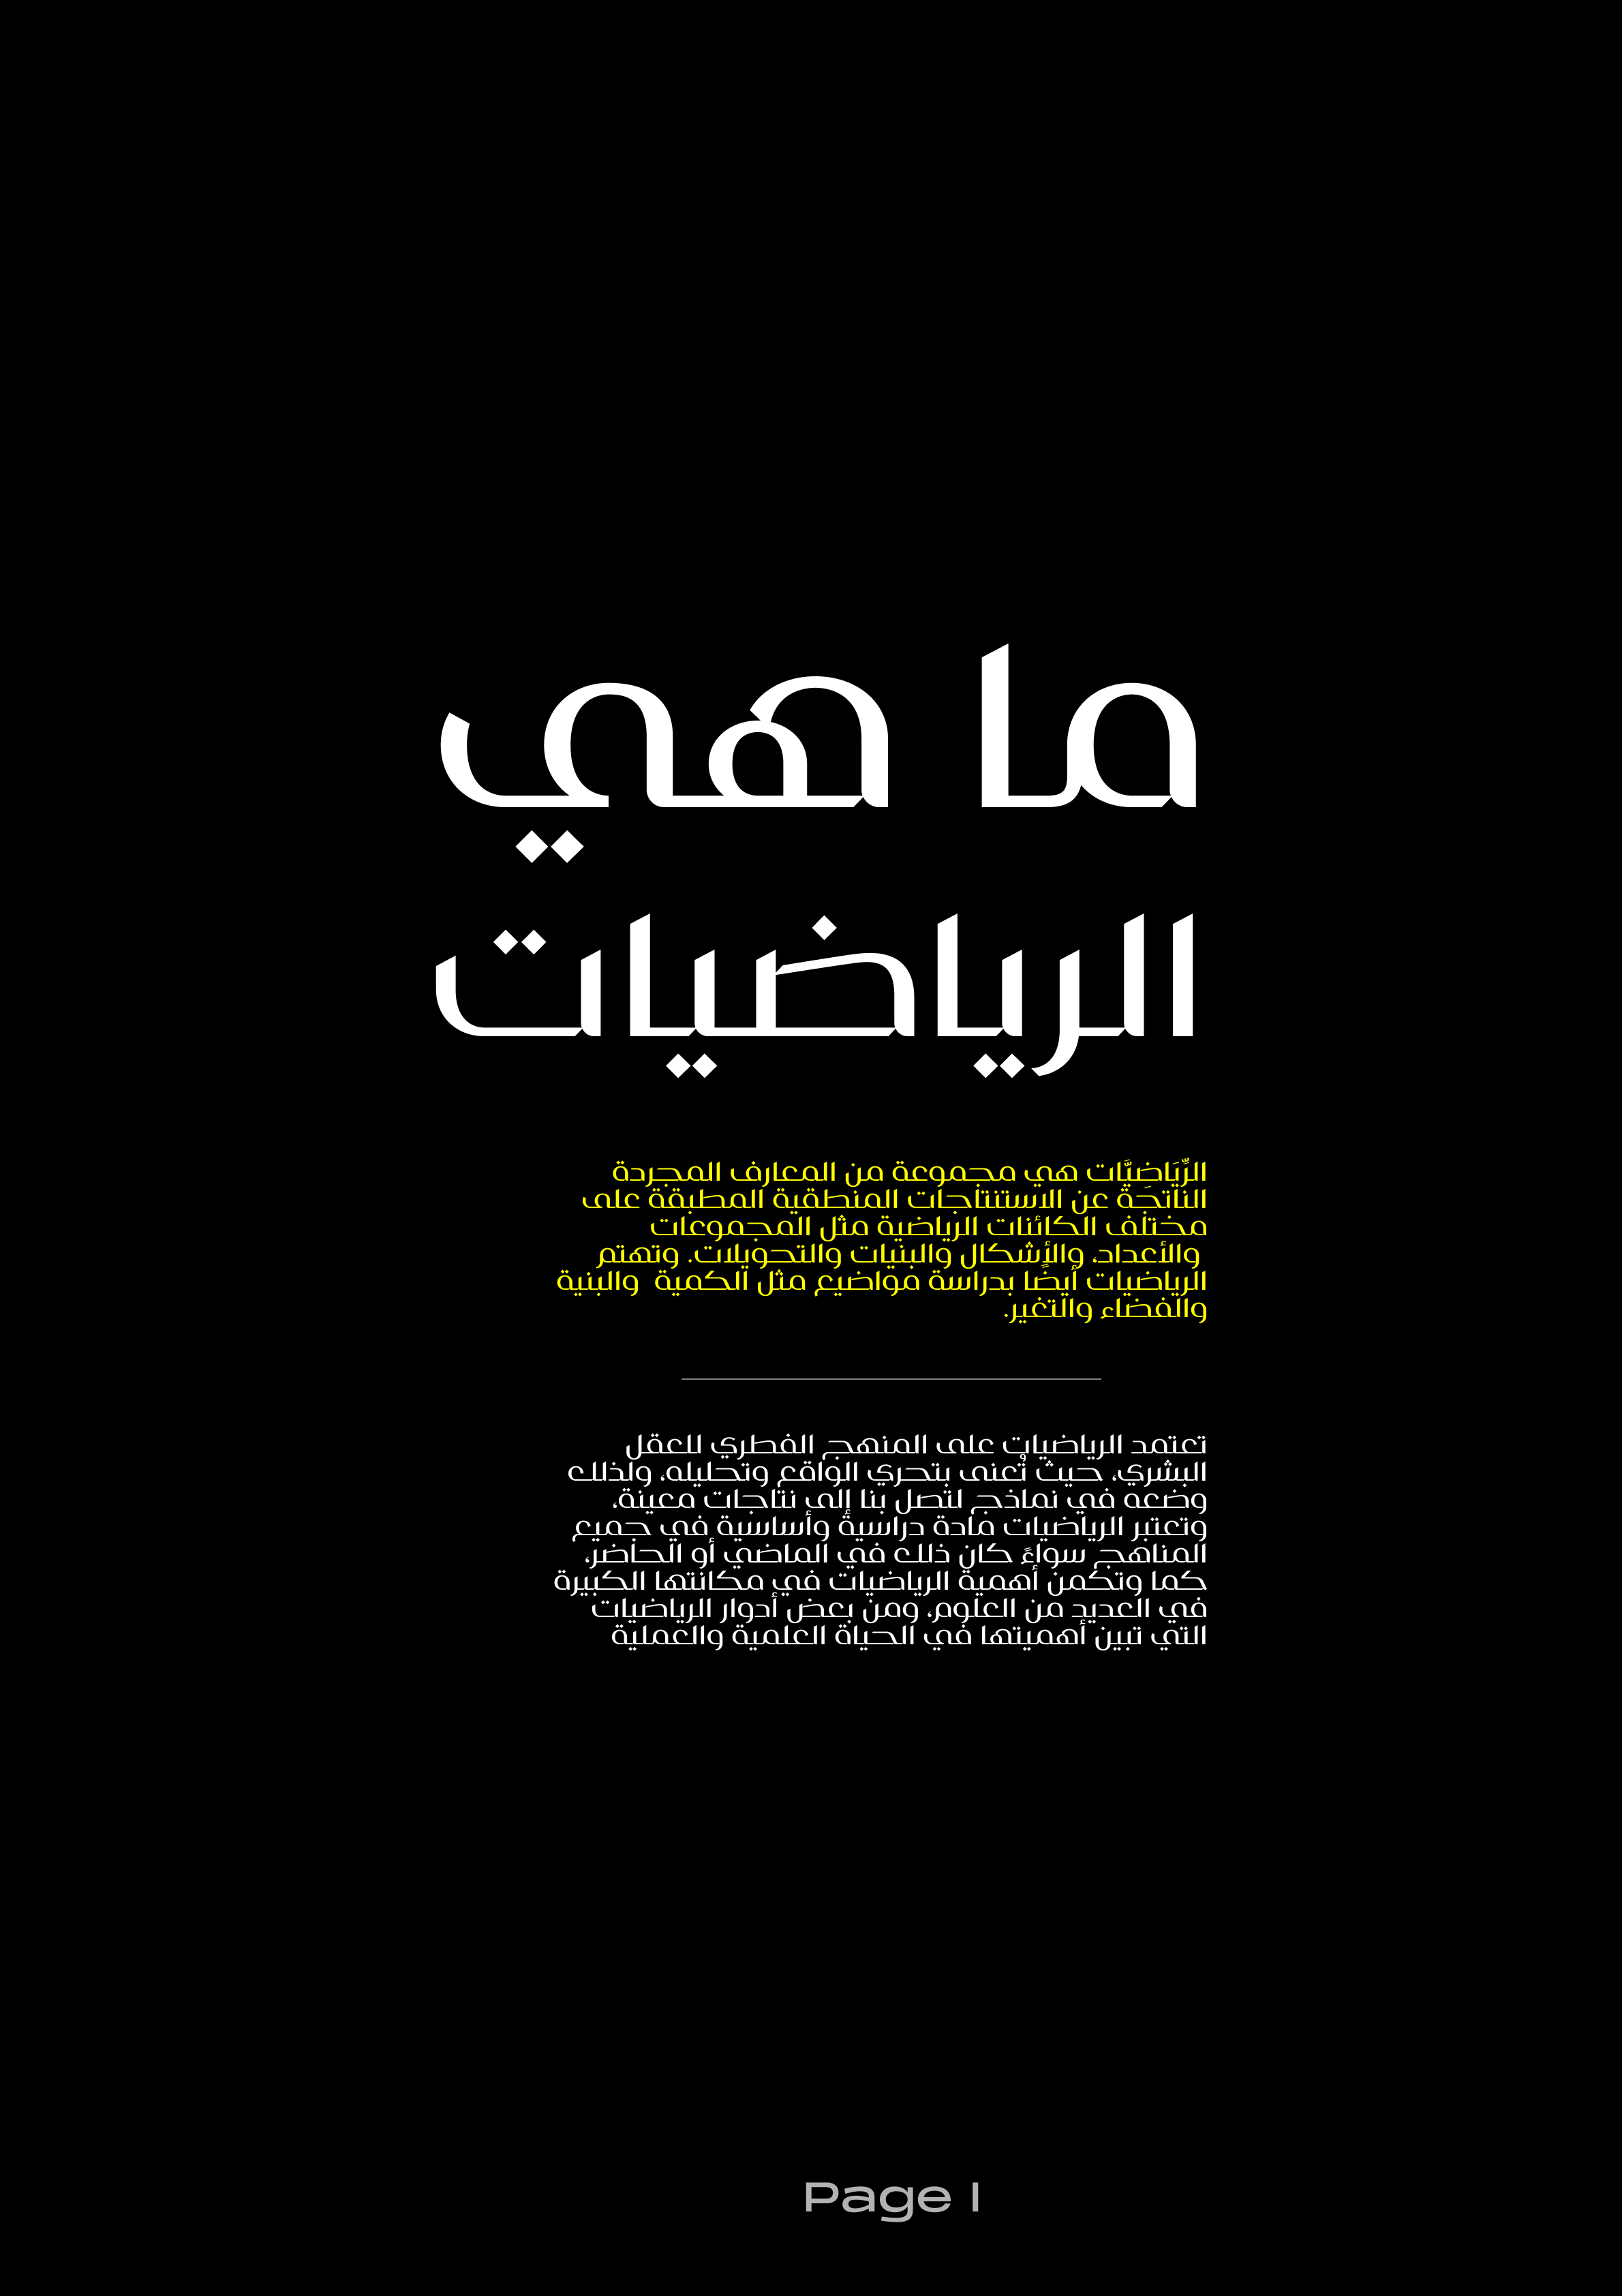 ما هي
الرياضيات
الرِّيَاضيَّات هي مجموعة من المعارف المجردة
الناتجَة عن الاستنتاجات المنطقية المطبقة على
مختلف الكائنات الرياضية مثل المجموعات
والأعداد، والأشكال والبنيات والتحويلات. وتهتم
الرياضيات أيضًا بدراسة مواضيع مثل الكمية والبنية
والفضاء والتغير.
تعتمد الرياضيات على المنهج الفطري للعقل
البشري، حيث تُعنى بتحري الواقع وتحليله، ولذلك
وضعه في نماذج لتصل بنا إلى نتاجات معينة،
وتعتبر الرياضيات مادة دراسية وأساسية في جميع
المناهج سواءً كان ذلك في الماضي أو الحاضر،
كما وتكمن أهمية الرياضيات في مكانتها الكبيرة
في العديد من العلوم، ومن بعض أدوار الرياضيات
التي تبين أهميتها في الحياة العلمية والعملية
Page 1